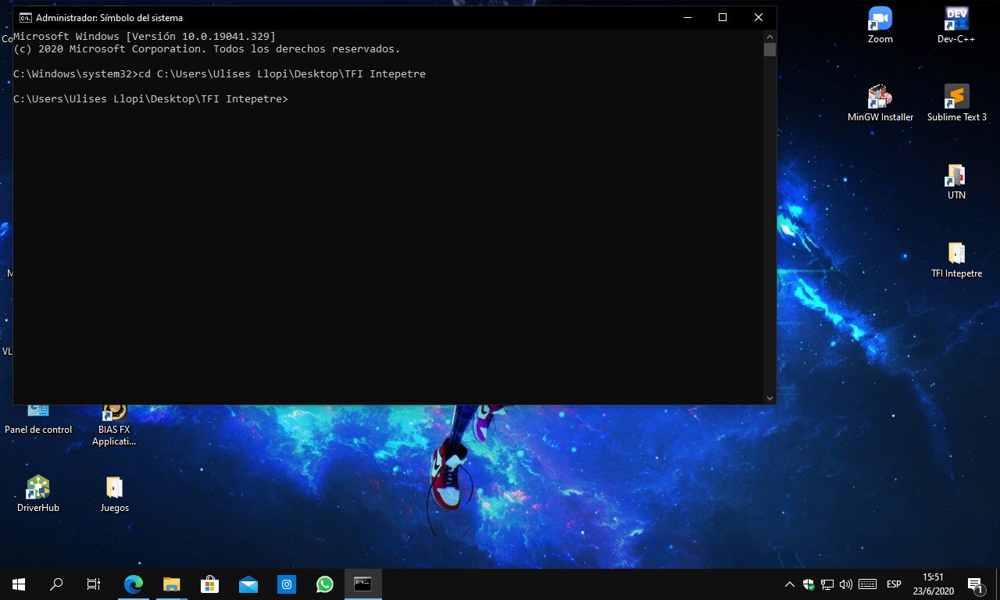 Administrador: Símbolo del sistema
Microsoft Windows [Versión 10.0.19041.329]
(c) 2020 Microsoft Corporation. Todos los derechos reservados.
C:\Windows\system32>cd C:\Users\Ulises Llopi\Desktop\TFI Intepetre
C:\Users\Ulises Llopi\Desktop\TFI Intepetre>
Zoom
DEV
Dev-C++
MinGW Installer
Sublime Text 3
UTN
TFI Intepetre
Panel de control
BIAS FX
Applicati...
DriverHub
Juegos
ESP
15:51
23/6/2020
1